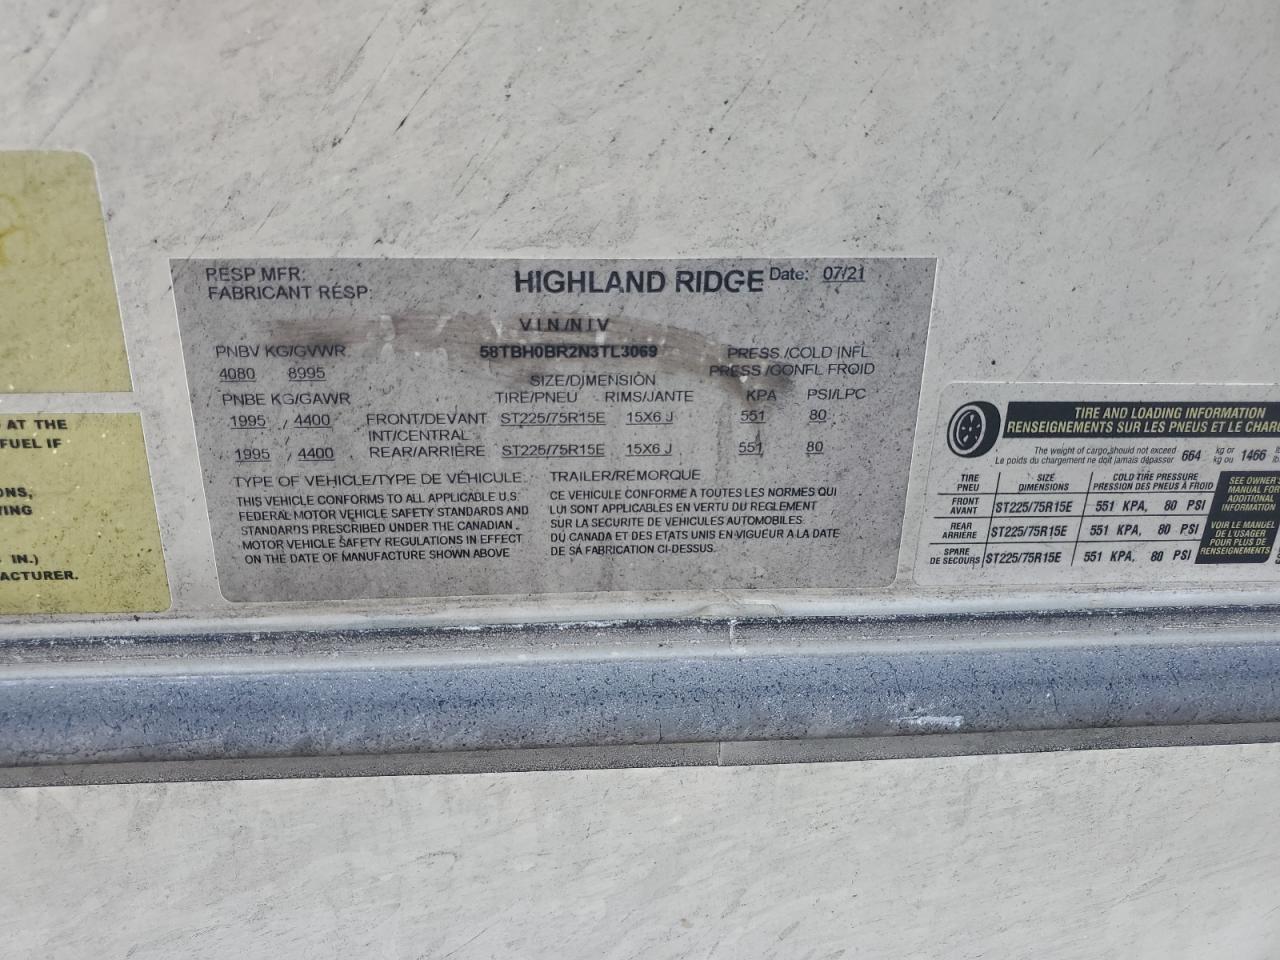 AT THE
FUEL IF
ONS,
IN.)
ACTURER.
RESP MFR: HIGHLAND RIDGE Date: 07/21
FABRICANT RESP:
V I N /N I V
PNBV KG/GVWR 58TBH0BR2N3TL3069 PRESS /COLD INFL
4080 8995 PRESS /GONFL FROID
SIZE/DIMENSION
PNBE KG/GAWR TIRE/PNEU RIMS/JANTE KPA PSI/LPC
1995 / 4400 FRONT/DEVANT ST225/75R15E 15X6 J 551 80
INT/CENTRAL
1995 / 4400 REAR/ARRIÈRE ST225/75R15E 15X6 J 551 80
TYPE OF VEHICLE/TYPE DE VÉHICULE: TRAILER/REMORQUE
THIS VEHICLE CONFORMS TO ALL APPLICABLE U.S.
FEDERAL MOTOR VEHICLE SAFETY STANDARDS AND
STANDARDS PRESCRIBED UNDER THE CANADIAN
MOTOR VEHICLE SAFETY REGULATIONS IN EFFECT
ON THE DATE OF MANUFACTURE SHOWN ABOVE
CE VEHICULE CONFORME A TOUTES LES NORMES QUI
LUI SONT APPLICABLES EN VERTU DU REGLEMENT
SUR LA SECURITE DE VEHICULES AUTOMOBILES
DU CANADA ET DES ETATS UNIS EN VIGUEUR A LA DATE
DE SA FABRICATION CI-DESSUS.
TIRE AND LOADING INFORMATION
RENSEIGNEMENTS SUR LES PNEUS ET LE CHARG
The weight of cargo should not exceed 664 kg or 1466
Le poids du chargement ne doit jamais dépasser kg ou
TIRE SIZE COLD TIRE PRESSURE
PNEU DIMENSIONS PRESSION DES PNEUS À FROID
FRONT
AVANT ST225/75R15E 551 KPA, 80 PSI
REAR
ARRIÈRE ST225/75R15E 551 KPA, 80 PSI
SPARE
DE SECOURS ST225/75R15E 551 KPA, 80 PSI
SEE OWNER'S
MANUAL FOR
ADDITIONAL
INFORMATION
VOIR LE MANUEL
DE L'USAGER
POUR PLUS DE
RENSEIGNEMENTS